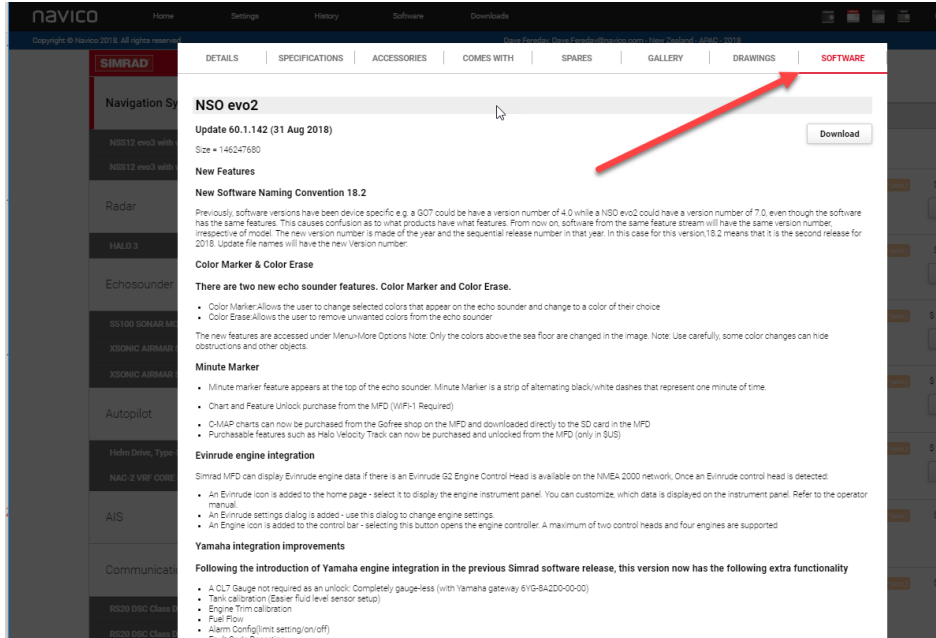 navico
Home Settings History Software Downloads
Copyright © Navico 2018. All rights reserved
Dave Fereday, Dave.Fereday@navico.com - New Zealand - APAC - 2019
SIMRAD
DETAILS SPECIFICATIONS ACCESSORIES COMES WITH SPARES GALLERY DRAWINGS SOFTWARE
Navigation Sy
NSS12 evo3 with
NSS12 evo3 with
Radar
HALO 3
Echosounder
SS100 SONAR MO
XSONIC AIRMAR
XSONIC AIRMAR
Autopilot
Helm Drive, Type-
NAC-2 VRF CORE
AIS
Communicati
RS20 DSC Class D
RS20 DSC Class D
NSO evo2
Update 60.1.142 (31 Aug 2018)
Download
Size = 146247680
New Features
New Software Naming Convention 18.2
Previously, software versions have been device specific e.g. a GO7 could be have a version number of 4.0 while a NSO evo2 could have a version number of 7.0, even though the software
has the same features. This causes confusion as to what products have what features. From now on, software from the same feature stream will have the same version number,
irrespective of model. The new version number is made of the year and the sequential release number in that year. In this case for this version,18.2 means that it is the second release for
2018. Update file names will have the new Version number.
Color Marker & Color Erase
There are two new echo sounder features. Color Marker and Color Erase.
• Color Marker:Allows the user to change selected colors that appear on the echo sounder and change to a color of their choice
• Color Erase:Allows the user to remove unwanted colors from the echo sounder
The new features are accessed under Menu>More Options Note: Only the colors above the sea floor are changed in the image. Note: Use carefully, some color changes can hide
obstructions and other objects.
Minute Marker
• Minute marker feature appears at the top of the echo sounder. Minute Marker is a strip of alternating black/white dashes that represent one minute of time.
• Chart and Feature Unlock purchase from the MFD (WIFI-1 Required)
• C-MAP charts can now be purchased from the Gofree shop on the MFD and downloaded directly to the SD card in the MFD
• Purchasable features such as Halo Velocity Track can now be purchased and unlocked from the MFD (only in $US)
Evinrude engine integration
Simrad MFD can display Evinrude engine data if there is an Evinrude G2 Engine Control Head is available on the NMEA 2000 network, Once an Evinrude control head is detected:
• An Evinrude icon is added to the home page - select it to display the engine instrument panel. You can customize, which data is displayed on the instrument panel. Refer to the operator
manual.
• An Evinrude settings dialog is added - use this dialog to change engine settings.
• An Engine icon is added to the control bar - selecting this button opens the engine controller. A maximum of two control heads and four engines are supported
Yamaha integration improvements
Following the introduction of Yamaha engine integration in the previous Simrad software release, this version now has the following extra functionality
• A CL7 Gauge not required as an unlock: Completely gauge-less (with Yamaha gateway 6YG-8A2D0-00-00)
• Tank calibration (Easier fluid level sensor setup)
• Engine Trim calibration
• Fuel Flow
• Alarm Config(limit setting/on/off)